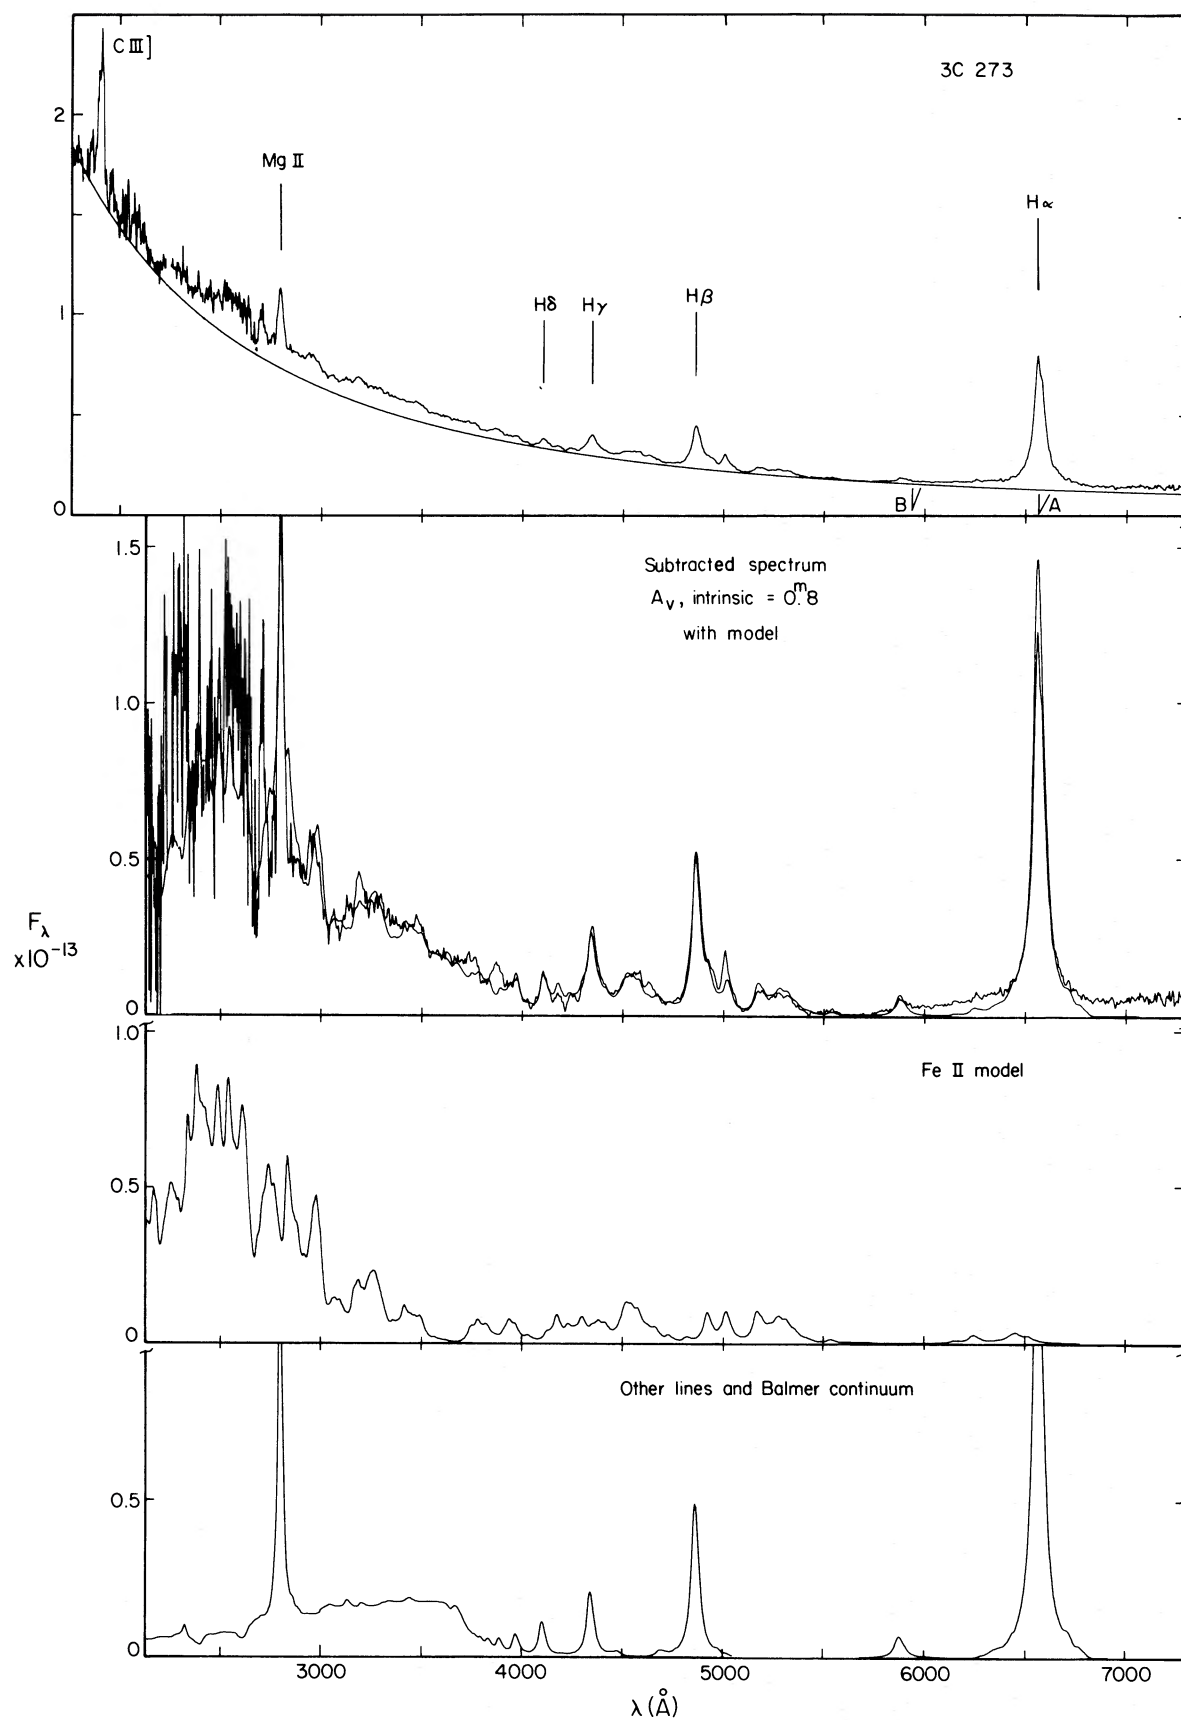 C III]
3C 273
2
Mg II
Hα
Hδ Hγ Hβ
1
0
B A
1.5
Subtracted spectrum
Av, intrinsic = 0.ᵐ8
with model
1.0
0.5
Fλ
×10⁻¹³
0
1.0
Fe II model
0.5
0
Other lines and Balmer continuum
0.5
0
3000 4000 5000 6000 7000
λ (Å)